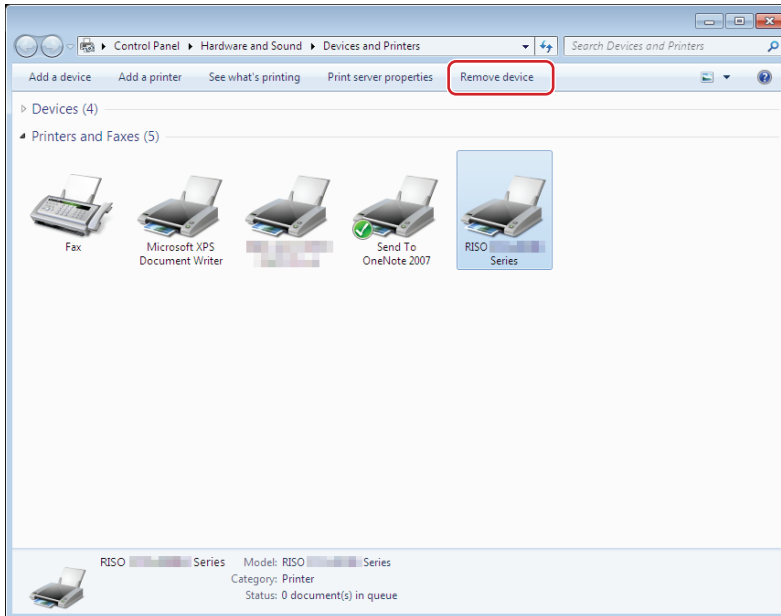 Control Panel Hardware and Sound Devices and Printers Search Devices and Printers
Add a device Add a printer See what's printing Print server properties Remove device
Devices (4)
Printers and Faxes (5)
Fax
Microsoft XPS
Document Writer
Send To
OneNote 2007
RISO
Series
RISO Series Model: RISO Series
Category: Printer
Status: 0 document(s) in queue